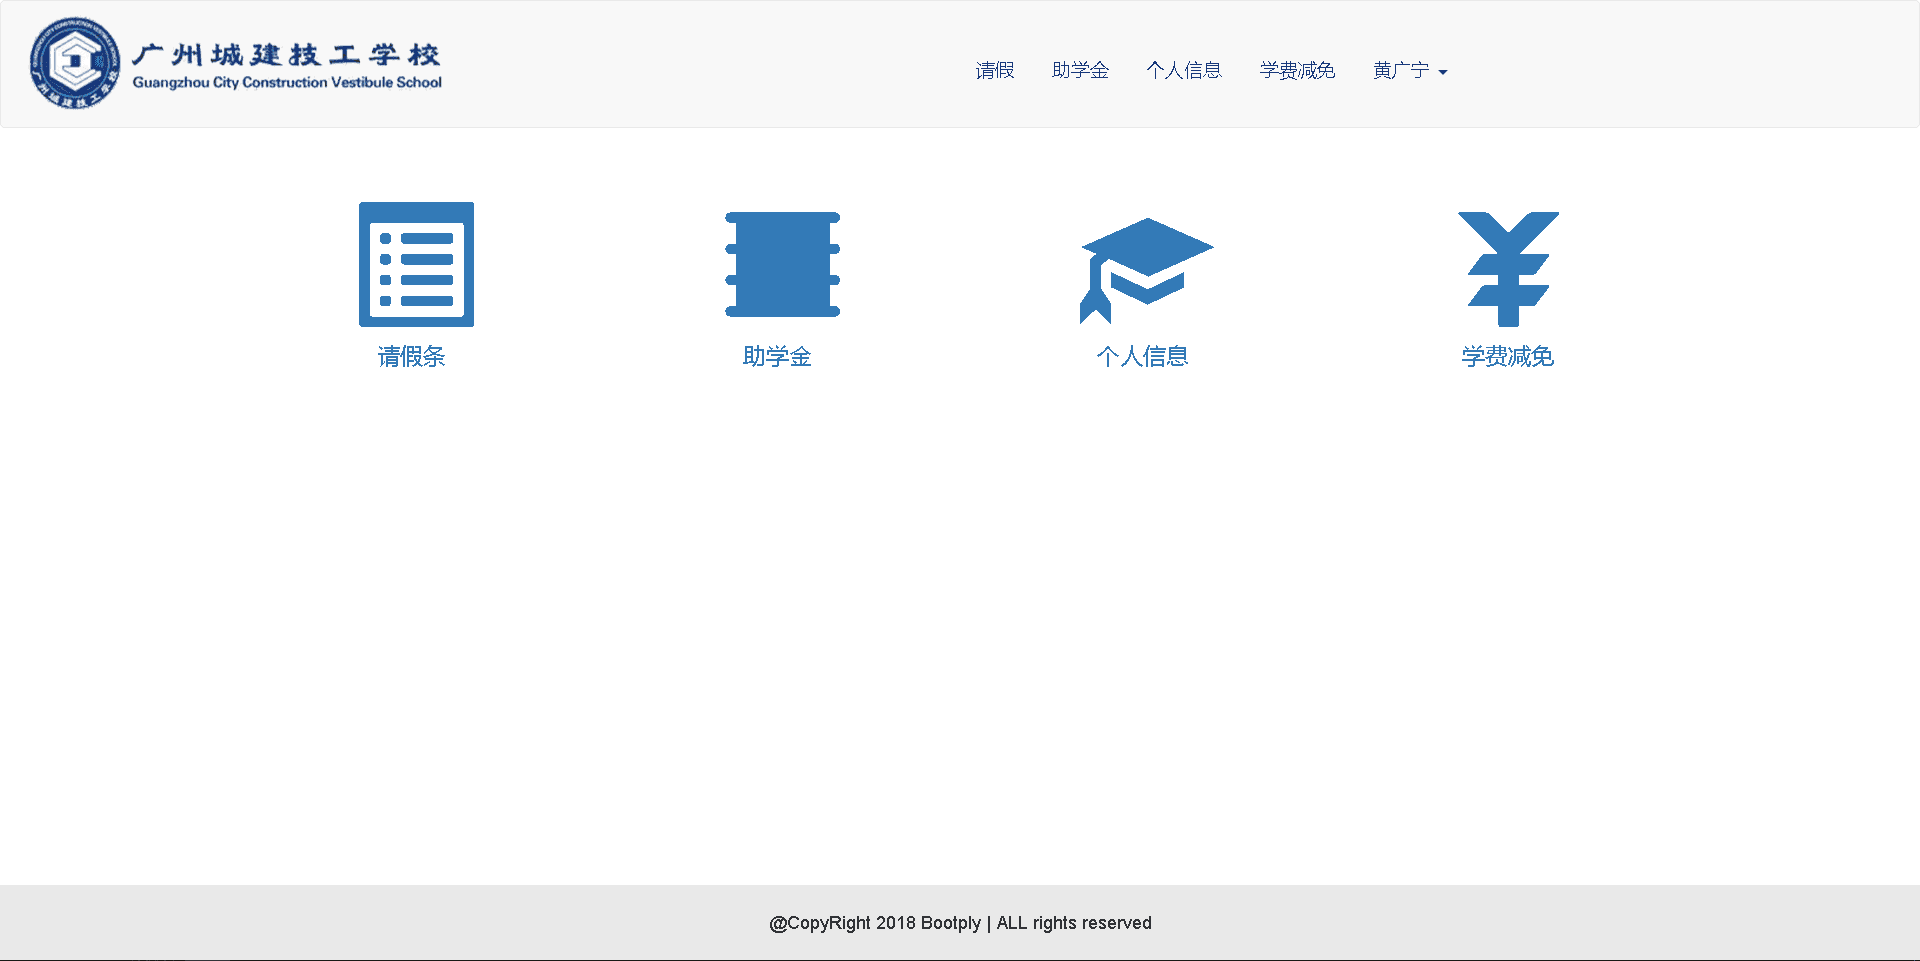 广州城建技工学校
Guangzhou City Construction Vestibule School
请假 助学金 个人信息 学费减免 黄广宁
请假条 助学金 个人信息 学费减免
@CopyRight 2018 Bootply | ALL rights reserved